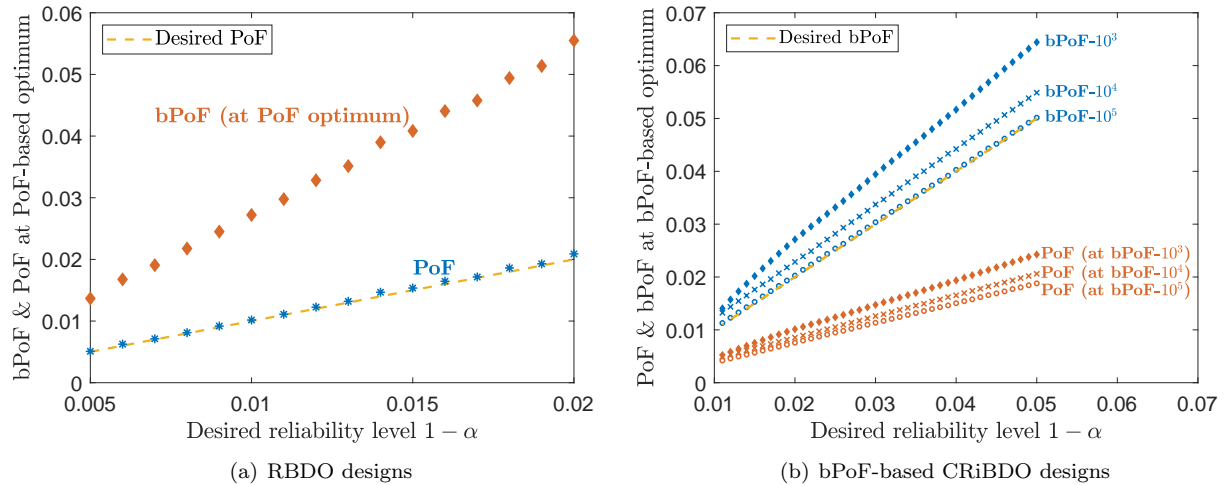 bPoF & PoF at PoF-based optimum
0.06
0.05
0.04
0.03
0.02
0.01
0
Desired PoF
bPoF (at PoF optimum)
PoF
0.005
0.01
0.015
0.02
Desired reliability level 1 − α
(a) RBDO designs
PoF & bPoF at bPoF-based optimum
0.07
0.06
0.05
0.04
0.03
0.02
0.01
0
Desired bPoF
bPoF-10³
bPoF-10⁴
bPoF-10⁵
PoF (at bPoF-10³)
PoF (at bPoF-10⁴)
PoF (at bPoF-10⁵)
0.01
0.02
0.03
0.04
0.05
0.06
0.07
Desired reliability level 1 − α
(b) bPoF-based CRiBDO designs